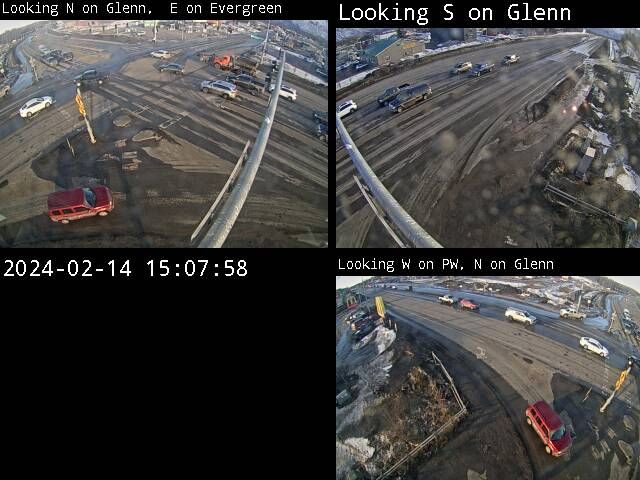 Looking N on Glenn,  E on Evergreen
Looking S on Glenn
2024-02-14 15:07:58
Looking W on PW, N on Glenn